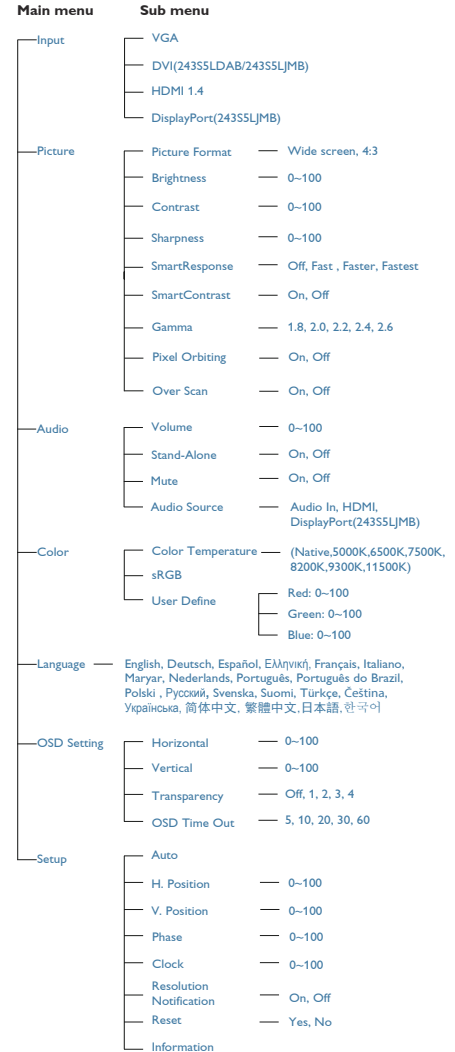 Main menu Sub menu
Input
VGA
DVI(243S5LDAB/243S5LJMB)
HDMI 1.4
DisplayPort(243S5LJMB)
Picture
Picture Format Wide screen, 4:3
Brightness 0~100
Contrast 0~100
Sharpness 0~100
SmartResponse Off, Fast , Faster, Fastest
SmartContrast On, Off
Gamma 1.8, 2.0, 2.2, 2.4, 2.6
Pixel Orbiting On, Off
Over Scan On, Off
Audio
Volume 0~100
Stand-Alone On, Off
Mute On, Off
Audio Source Audio In, HDMI,
DisplayPort(243S5LJMB)
Color
Color Temperature (Native,5000K,6500K,7500K,
8200K,9300K,11500K)
sRGB
User Define
Red: 0~100
Green: 0~100
Blue: 0~100
Language
English, Deutsch, Español, Ελληνική, Français, Italiano,
Maryar, Nederlands, Português, Português do Brazil,
Polski , Русский, Svenska, Suomi, Türkçe, Čeština,
Українська, 简体中文, 繁體中文,日本語,한국어
OSD Setting
Horizontal 0~100
Vertical 0~100
Transparency Off, 1, 2, 3, 4
OSD Time Out 5, 10, 20, 30, 60
Setup
Auto
H. Position 0~100
V. Position 0~100
Phase 0~100
Clock 0~100
Resolution
Notification On, Off
Reset Yes, No
Information